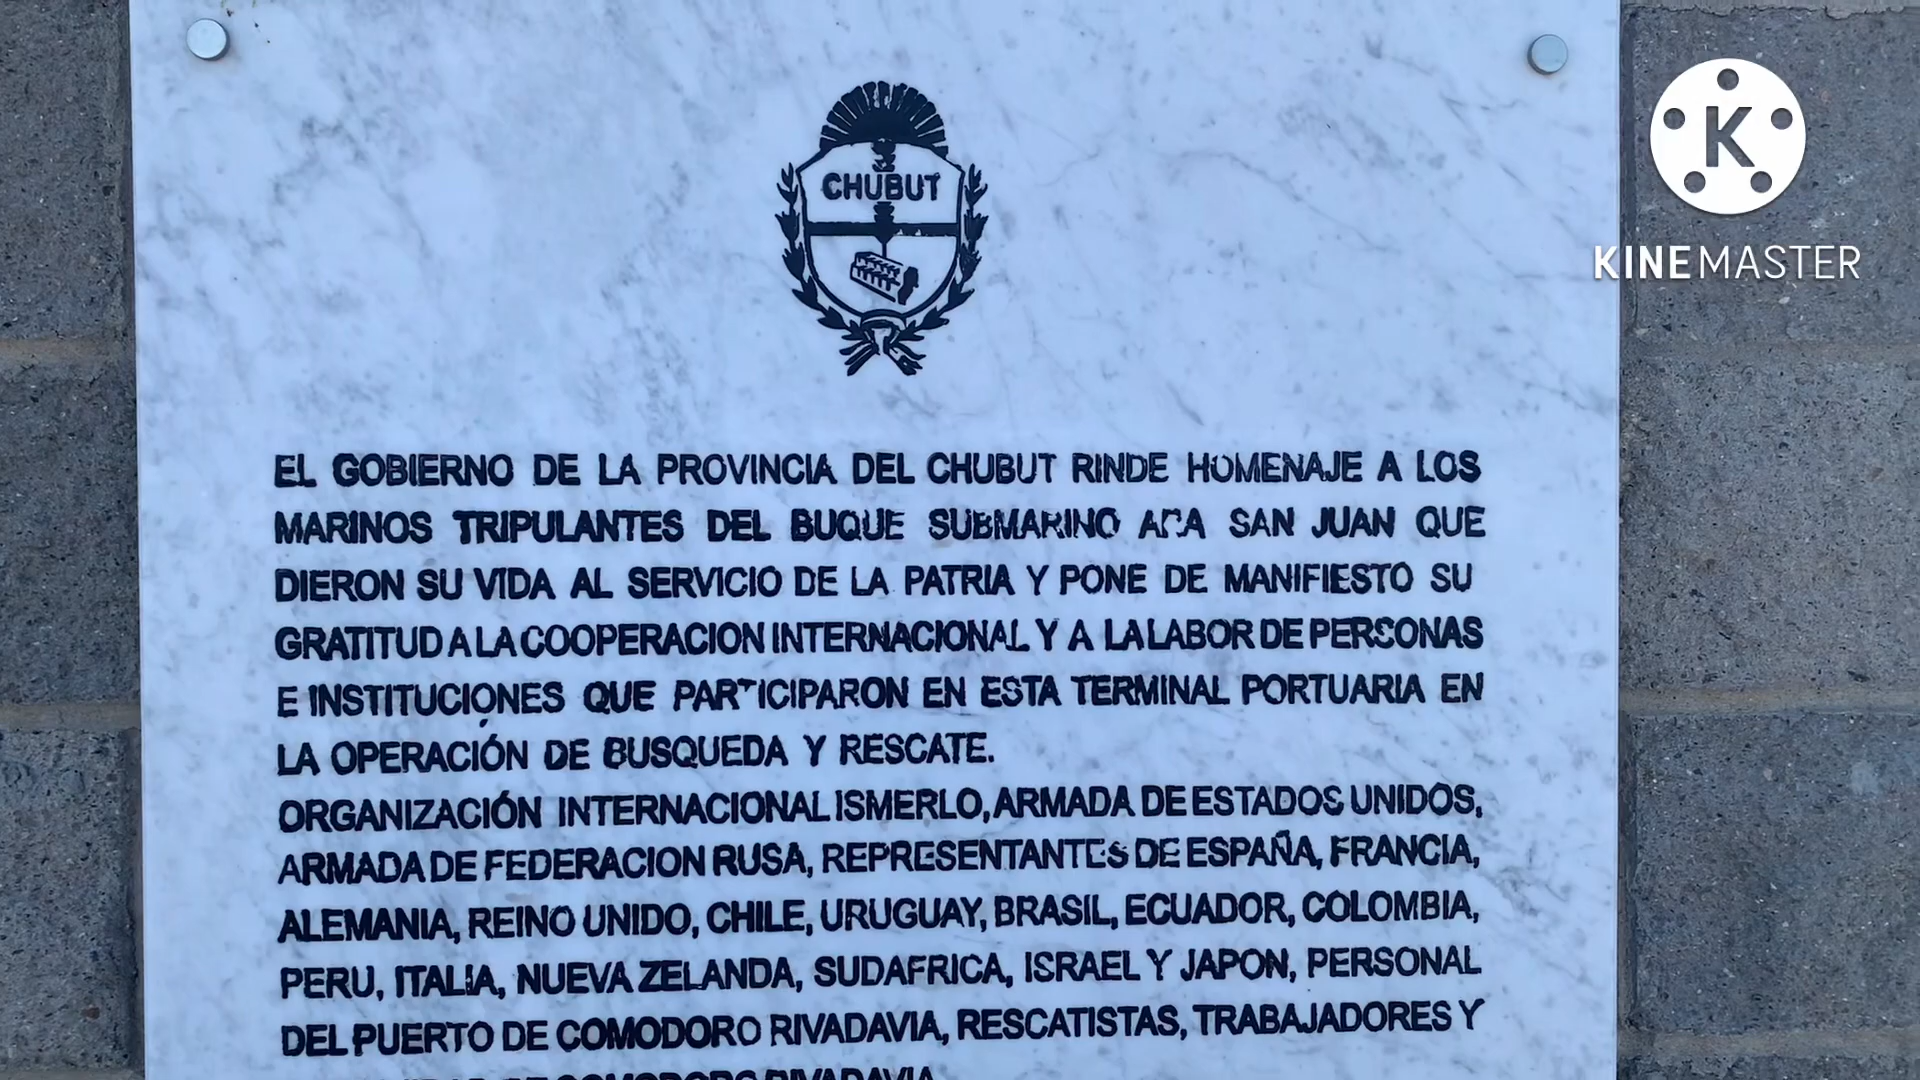 CHUBUT
EL GOBIERNO DE LA PROVINCIA DEL CHUBUT RINDE HOMENAJE A LOS
MARINOS TRIPULANTES DEL BUQUE SUBMARINO ARA SAN JUAN QUE
DIERON SU VIDA AL SERVICIO DE LA PATRIA Y PONE DE MANIFIESTO SU
GRATITUD A LA COOPERACION INTERNACIONAL Y A LA LABOR DE PERSONAS
E INSTITUCIONES QUE PARTICIPARON EN ESTA TERMINAL PORTUARIA EN
LA OPERACIÓN DE BUSQUEDA Y RESCATE.
ORGANIZACIÓN INTERNACIONAL ISMERLO, ARMADA DE ESTADOS UNIDOS,
ARMADA DE FEDERACION RUSA, REPRESENTANTES DE ESPAÑA, FRANCIA,
ALEMANIA, REINO UNIDO, CHILE, URUGUAY, BRASIL, ECUADOR, COLOMBIA,
PERU, ITALIA, NUEVA ZELANDA, SUDAFRICA, ISRAEL Y JAPON, PERSONAL
DEL PUERTO DE COMODORO RIVADAVIA, RESCATISTAS, TRABAJADORES Y
DE COMODORO RIVADAVIA
K
KINEMASTER